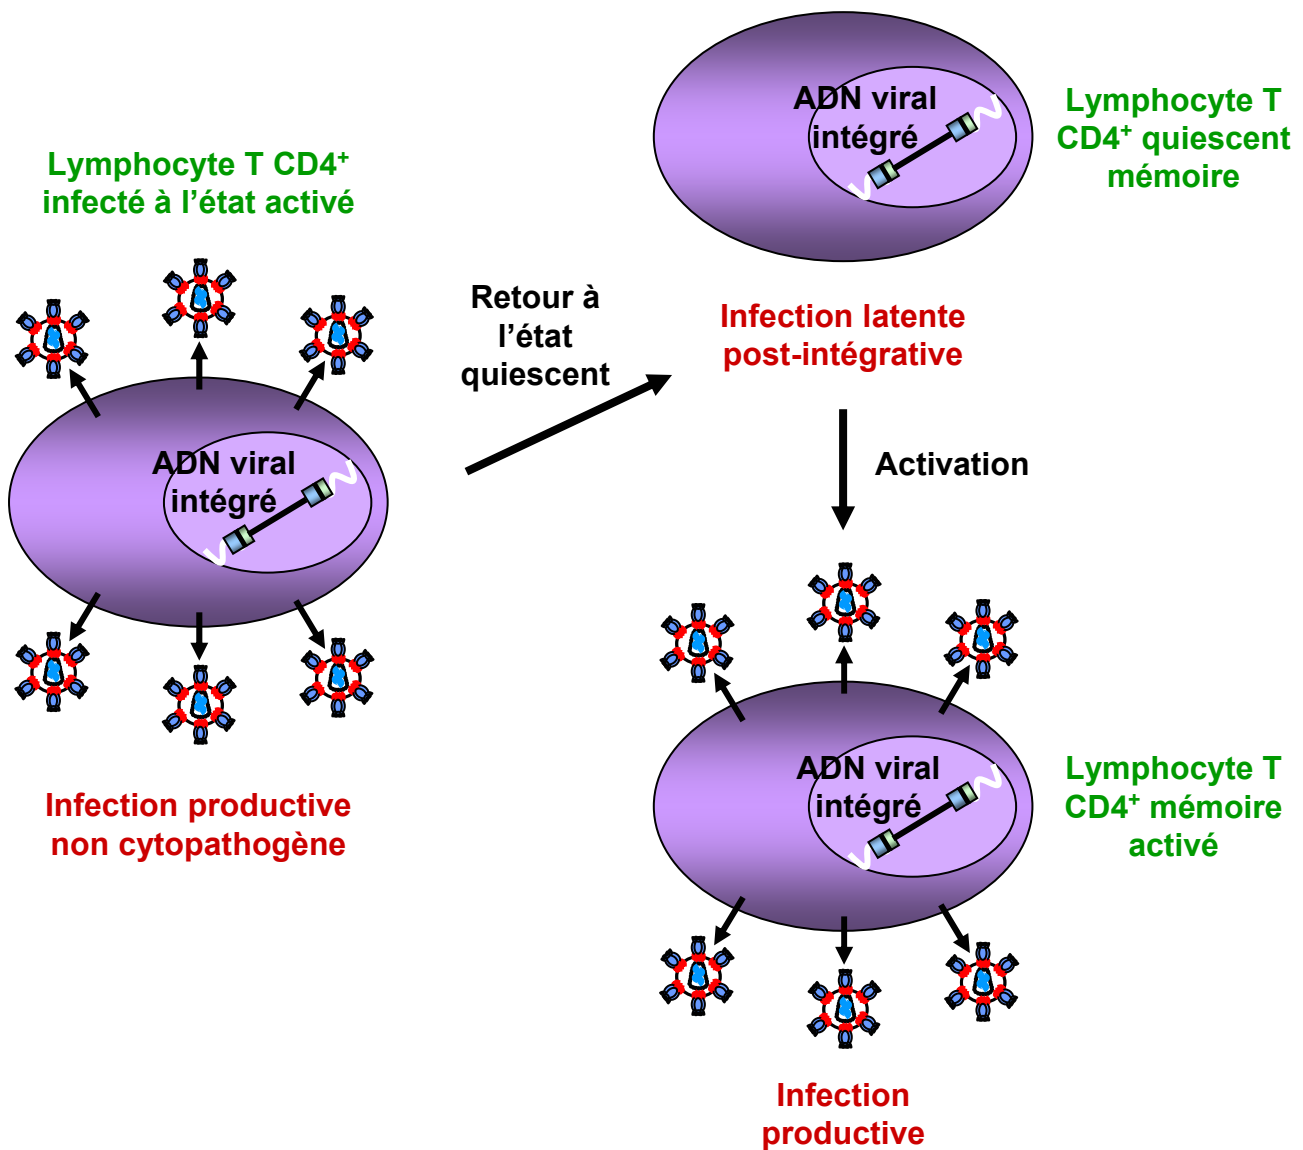 Lymphocyte T CD4⁺
infecté à l’état activé
ADN viral
intégré
Infection productive
non cytopathogène
Retour à
l’état
quiescent
ADN viral
intégré
Lymphocyte T
CD4⁺ quiescent
mémoire
Infection latente
post-intégrative
Activation
ADN viral
intégré
Lymphocyte T
CD4⁺ mémoire
activé
Infection
productive